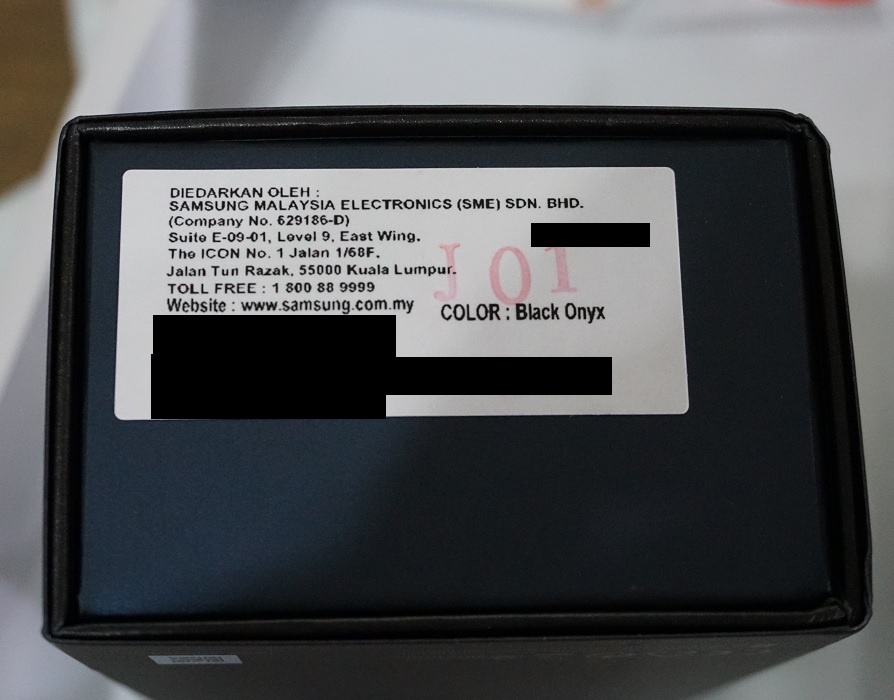 DIEDARKAN OLEH :
SAMSUNG MALAYSIA ELECTRONICS (SME) SDN. BHD.
(Company No. 629186-D)
Suite E-09-01, Level 9, East Wing.
The ICON No. 1 Jalan 1/68F.
Jalan Tun Razak, 55000 Kuala Lumpur.
TOLL FREE : 1 800 88 9999
Website : www.samsung.com.my
J 01
COLOR : Black Onyx